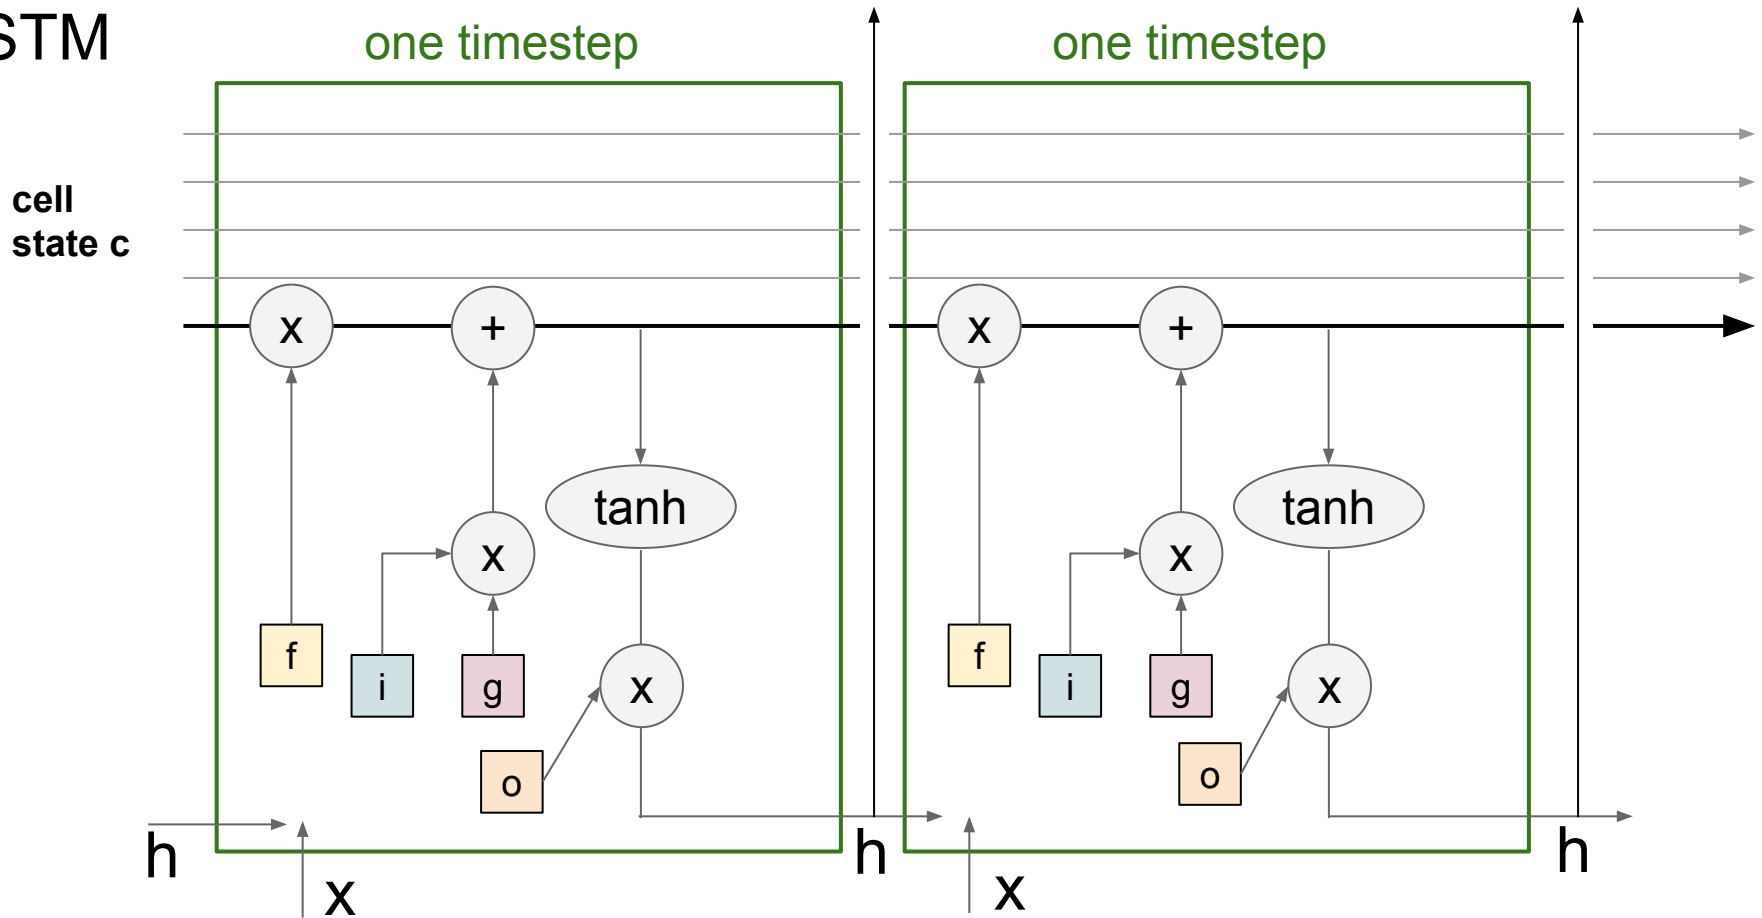 STM
one timestep
one timestep
cell
state c
x
+
x
+
tanh
tanh
x
x
f
i
g
x
f
i
g
x
o
o
h
x
h
x
h